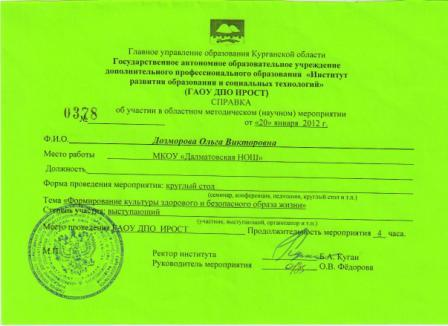 Главное управление образования Курганской области
Государственное автономное образовательное учреждение
дополнительного профессионального образования «Институт
развития образования и социальных технологий»
(ГАОУ ДПО ИРОСТ)
СПРАВКА
0378
№
об участии в областном методическом (научном) мероприятии
от «20» января 2012 г.
Ф.И.О. Дозморова Ольга Викторовна
Место работы МКОУ «Далматовская НОШ»
Должность
Форма проведения мероприятия: круглый стол
(семинар, конференция, педчтения, круглый стол и т.п.)
Тема «Формирование культуры здорового и безопасного образа жизни»
Степень участия: выступающий
(участник, выступающий, организатор и т.п.)
Место проведения ГАОУ ДПО ИРОСТ Продолжительность мероприятия 4 часа.
М.П.
Ректор института Б.А. Куган
Руководитель мероприятия О.В. Фёдорова